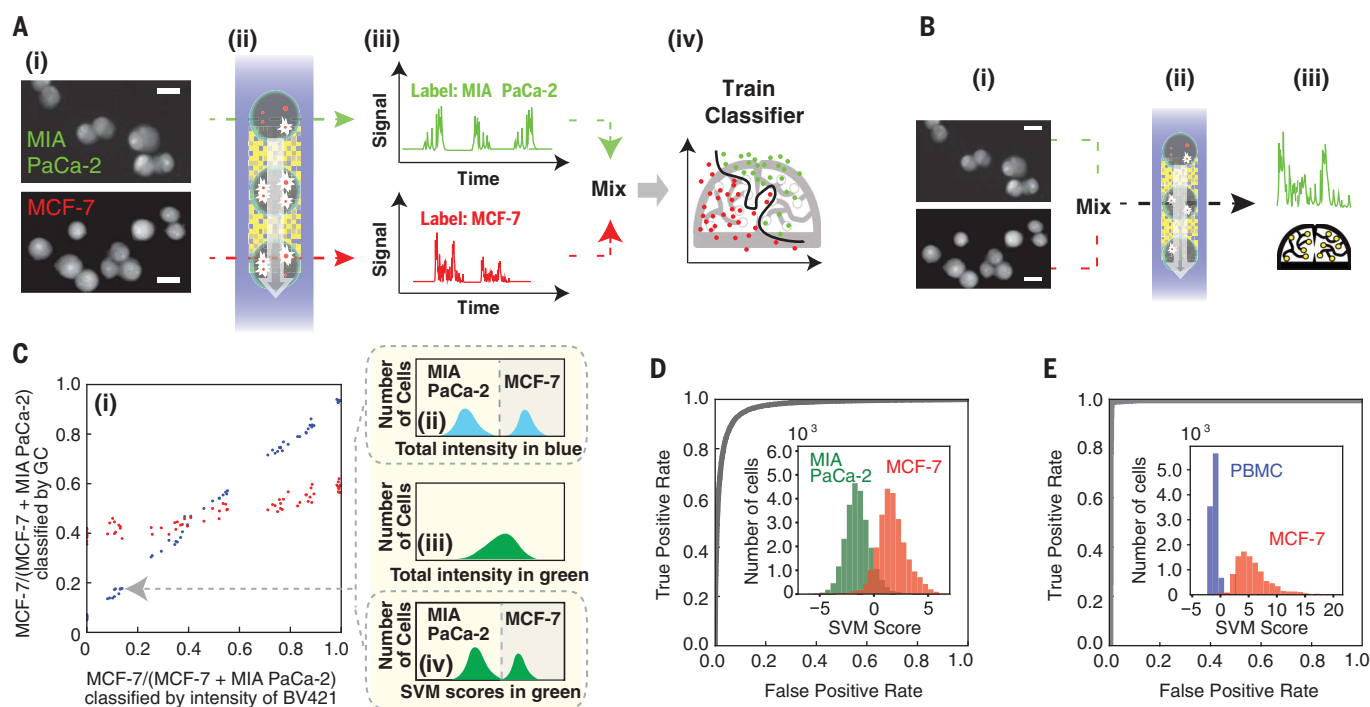 A
(i)
(ii)
(iii)
(iv)
MIA
PaCa-2
MCF-7
Label: MIA PaCa-2
Signal
Time
Label: MCF-7
Signal
Time
Mix
Train
Classifier
B
(i)
(ii)
(iii)
Mix
C
(i)
MCF-7/(MCF-7 + MIA PaCa-2)
classified by GC
1.0
0.8
0.6
0.4
0.2
0
0
0.2
0.4
0.6
0.8
1.0
MCF-7/(MCF-7 + MIA PaCa-2)
classified by intensity of BV421
Number
of Cells
MIA
PaCa-2
MCF-7
(ii)
Total intensity in blue
Number
of Cells
(iii)
Total intensity in green
Number
of Cells
MIA
PaCa-2
MCF-7
(iv)
SVM scores in green
D
True Positive Rate
1.0
0.8
0.6
0.4
0.2
0.0
0.0
0.2
0.4
0.6
0.8
1.0
False Positive Rate
10³
6.0
5.0
4.0
3.0
2.0
1.0
0
Number of cells
MIA
PaCa-2
MCF-7
−5
0
5
SVM Score
E
True Positive Rate
1.0
0.8
0.6
0.4
0.2
0.0
0.0
0.2
0.4
0.6
0.8
1.0
False Positive Rate
10³
5.0
4.0
3.0
2.0
1.0
0
Number of cells
PBMC
MCF-7
−5
0
5
10
15
20
SVM Score